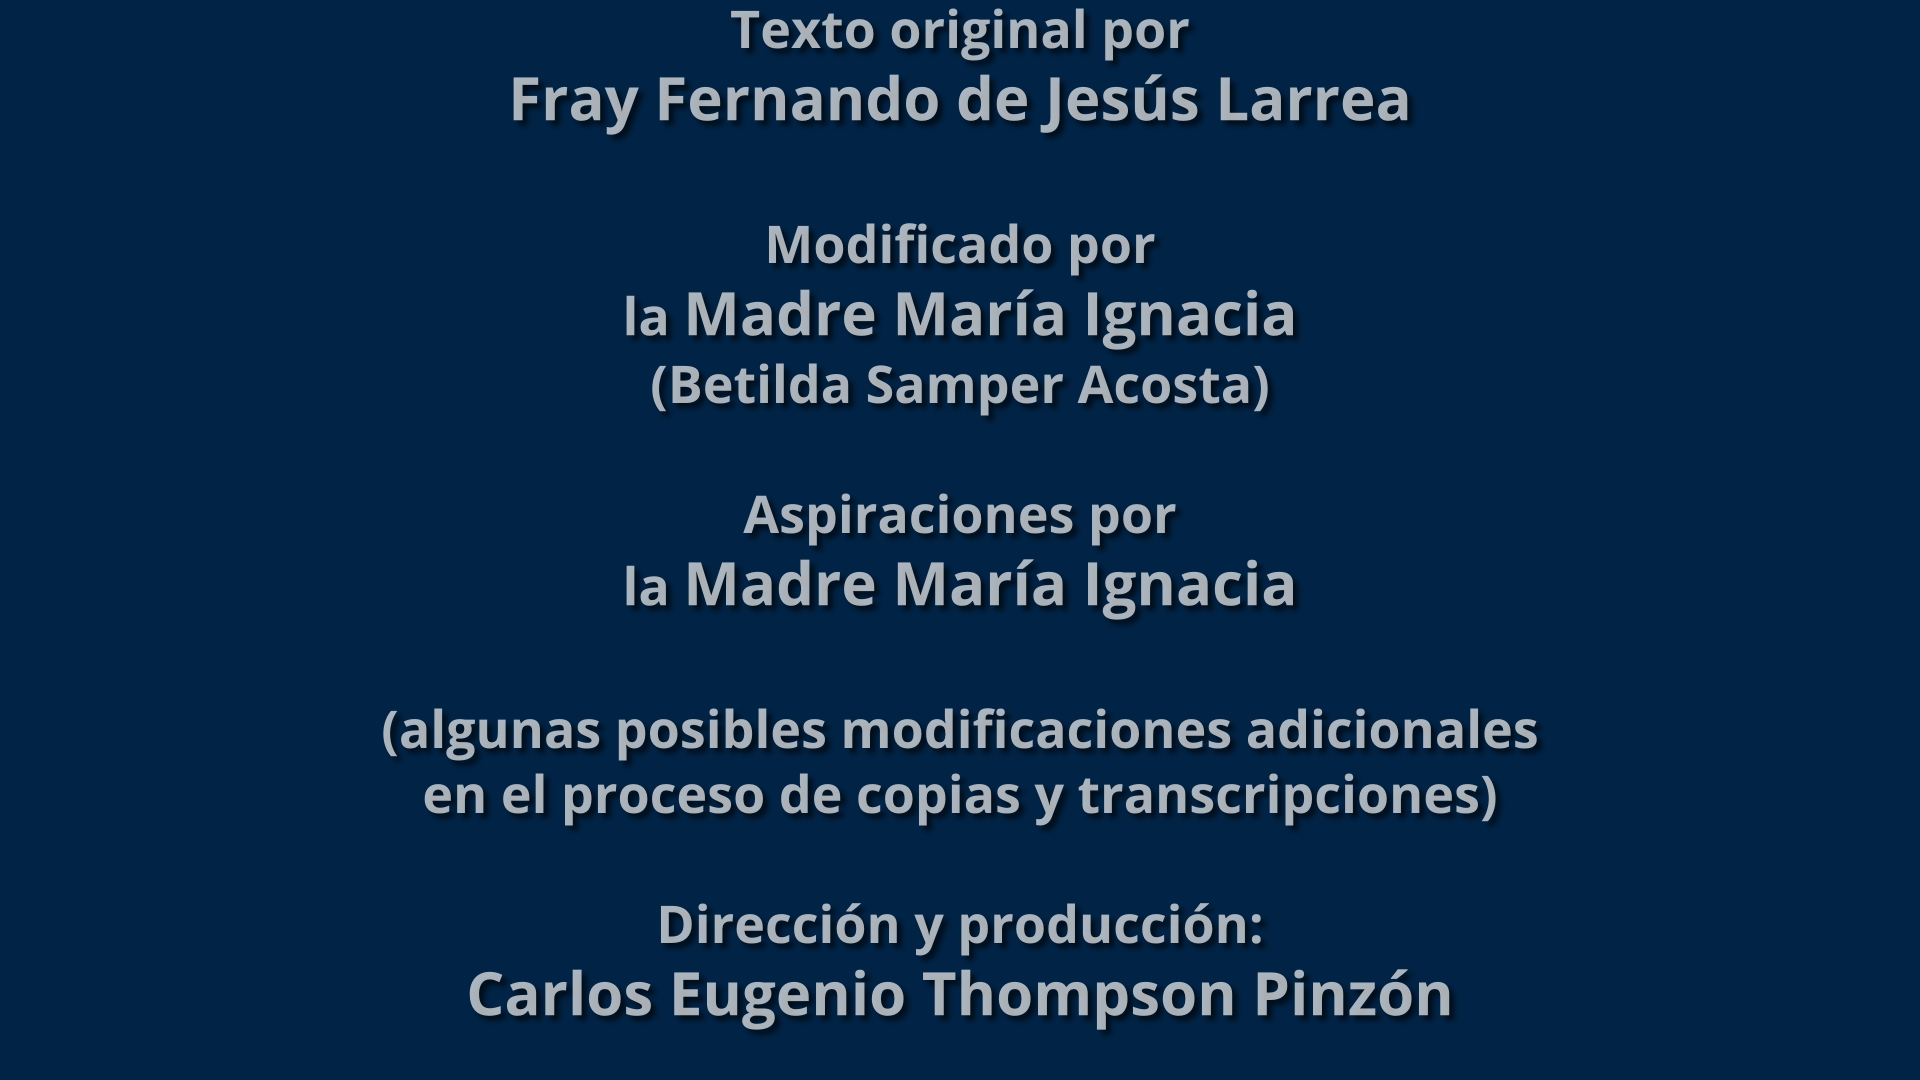 Texto original por
Fray Fernando de Jesús Larrea
Modificado por
la Madre María Ignacia
(Betilda Samper Acosta)
Aspiraciones por
la Madre María Ignacia
(algunas posibles modificaciones adicionales
en el proceso de copias y transcripciones)
Dirección y producción:
Carlos Eugenio Thompson Pinzón